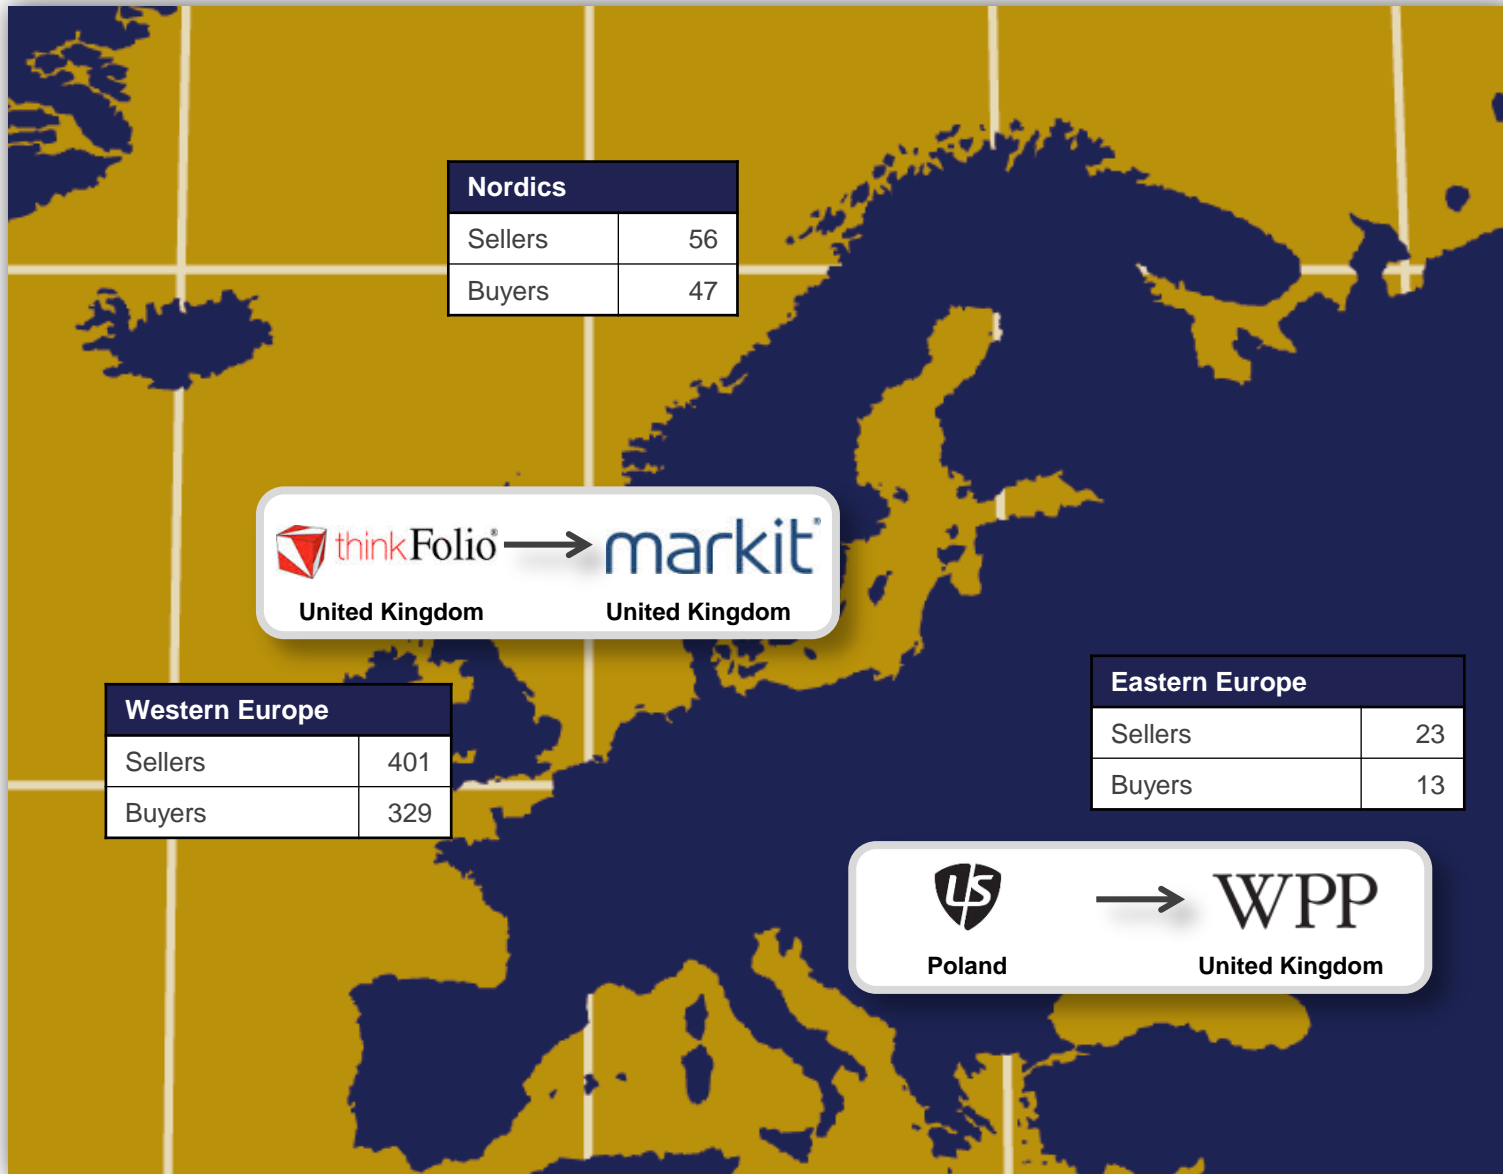 Nordics
Sellers 56
Buyers 47
thinkFolio® markit®
United Kingdom United Kingdom
Western Europe
Sellers 401
Buyers 329
Eastern Europe
Sellers 23
Buyers 13
WPP
Poland United Kingdom